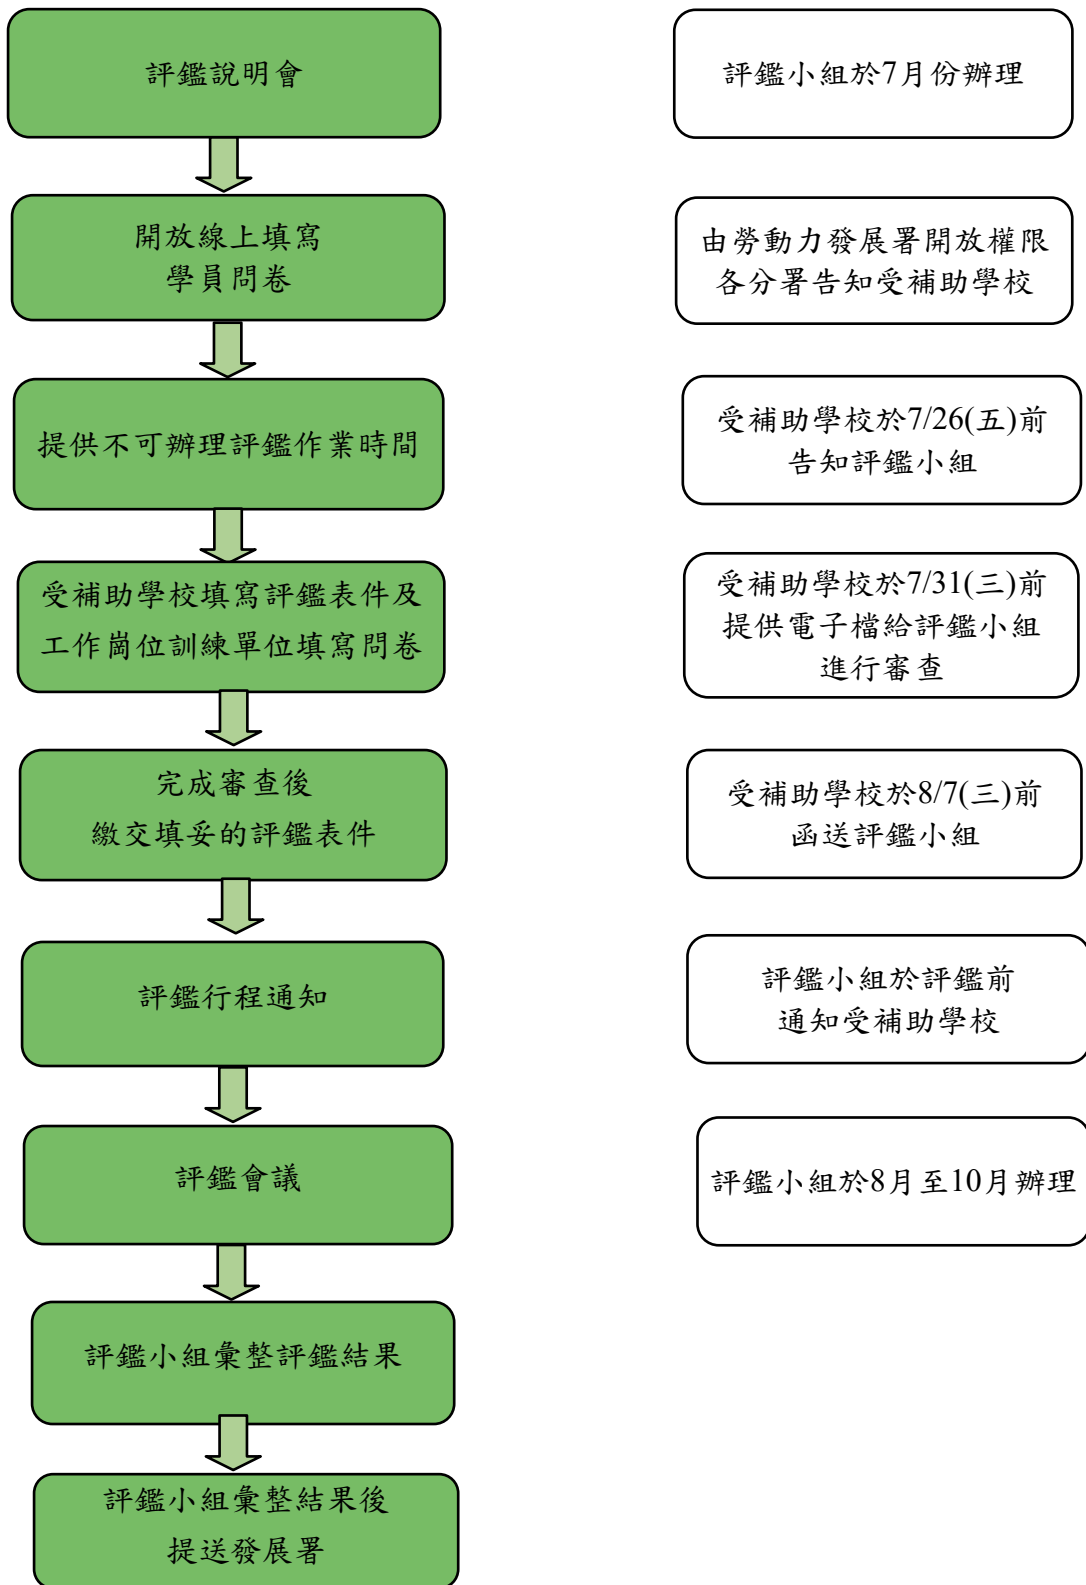 評鑑說明會
評鑑小組於7月份辦理
開放線上填寫
學員問卷
由勞動力發展署開放權限
各分署告知受補助學校
提供不可辦理評鑑作業時間
受補助學校於7/26(五)前
告知評鑑小組
受補助學校填寫評鑑表件及
工作崗位訓練單位填寫問卷
受補助學校於7/31(三)前
提供電子檔給評鑑小組
進行審查
完成審查後
繳交填妥的評鑑表件
受補助學校於8/7(三)前
函送評鑑小組
評鑑行程通知
評鑑小組於評鑑前
通知受補助學校
評鑑會議
評鑑小組於8月至10月辦理
評鑑小組彙整評鑑結果
評鑑小組彙整結果後
提送發展署